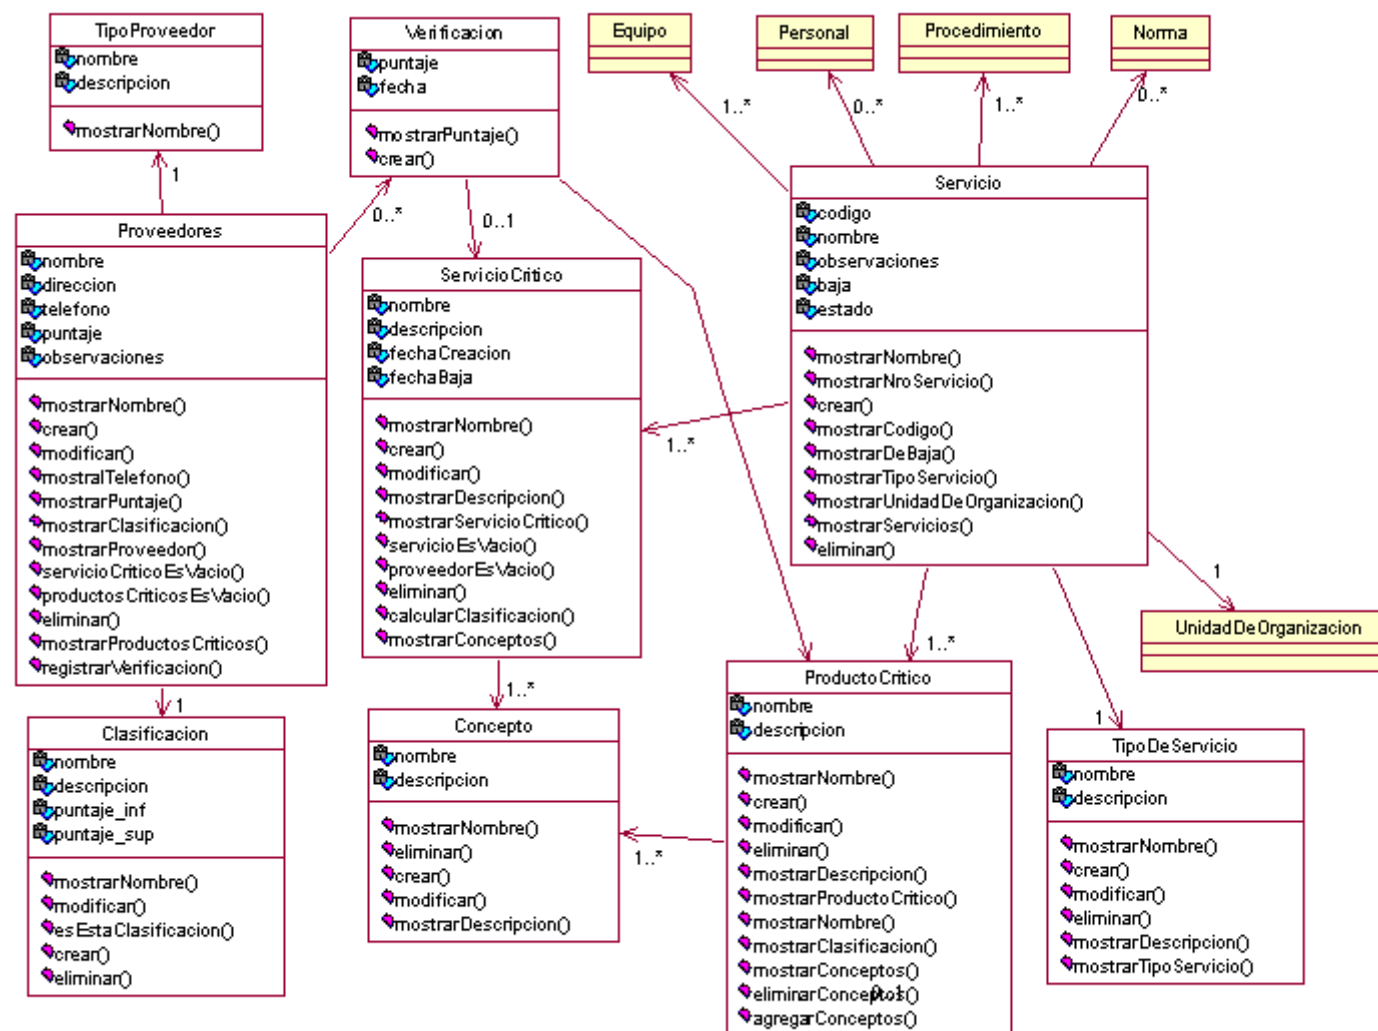 TipoProveedor
nombre
descripcion
mostrarNombre()
1
Verificacion
puntaje
fecha
mostrarPuntaje()
crear()
0..*
0..1
Equipo
Personal
Procedimiento
Norma
1..*
0..*
1..*
0..*
Proveedores
nombre
direccion
telefono
puntaje
observaciones
mostrarNombre()
crear()
modificar()
mostralTelefono()
mostrarPuntaje()
mostrarClasificacion()
mostrarProveedor()
servicioCriticoEsVacio()
productosCriticosEsVacio()
eliminar()
mostrarProductosCriticos()
registrarVerificacion()
1
ServicioCritico
nombre
descripcion
fechaCreacion
fechaBaja
mostrarNombre()
crear()
modificar()
mostrarDescripcion()
mostrarServicioCritico()
servicioEsVacio()
proveedorEsVacio()
eliminar()
calcularClasificacion()
mostrarConceptos()
1..*
1..*
Servicio
codigo
nombre
observaciones
baja
estado
mostrarNombre()
mostrarNroServicio()
crear()
mostrarCodigo()
mostrarDeBaja()
mostrarTipoServicio()
mostrarUnidadDeOrganizacion()
mostrarServicios()
eliminar()
1
1..*
1
UnidadDeOrganizacion
Clasificacion
nombre
descripcion
puntaje_inf
puntaje_sup
mostrarNombre()
modificar()
esEstaClasificacion()
crear()
eliminar()
Concepto
nombre
descripcion
mostrarNombre()
eliminar()
crear()
modificar()
mostrarDescripcion()
1..*
ProductoCritico
nombre
descripcion
mostrarNombre()
crear()
modificar()
eliminar()
mostrarDescripcion()
mostrarProductoCritico()
mostrarNombre()
mostrarClasificacion()
mostrarConceptos()
eliminarConceptos()
0..1
agregarConceptos()
TipoDeServicio
nombre
descripcion
mostrarNombre()
crear()
modificar()
eliminar()
mostrarDescripcion()
mostrarTipoServicio()